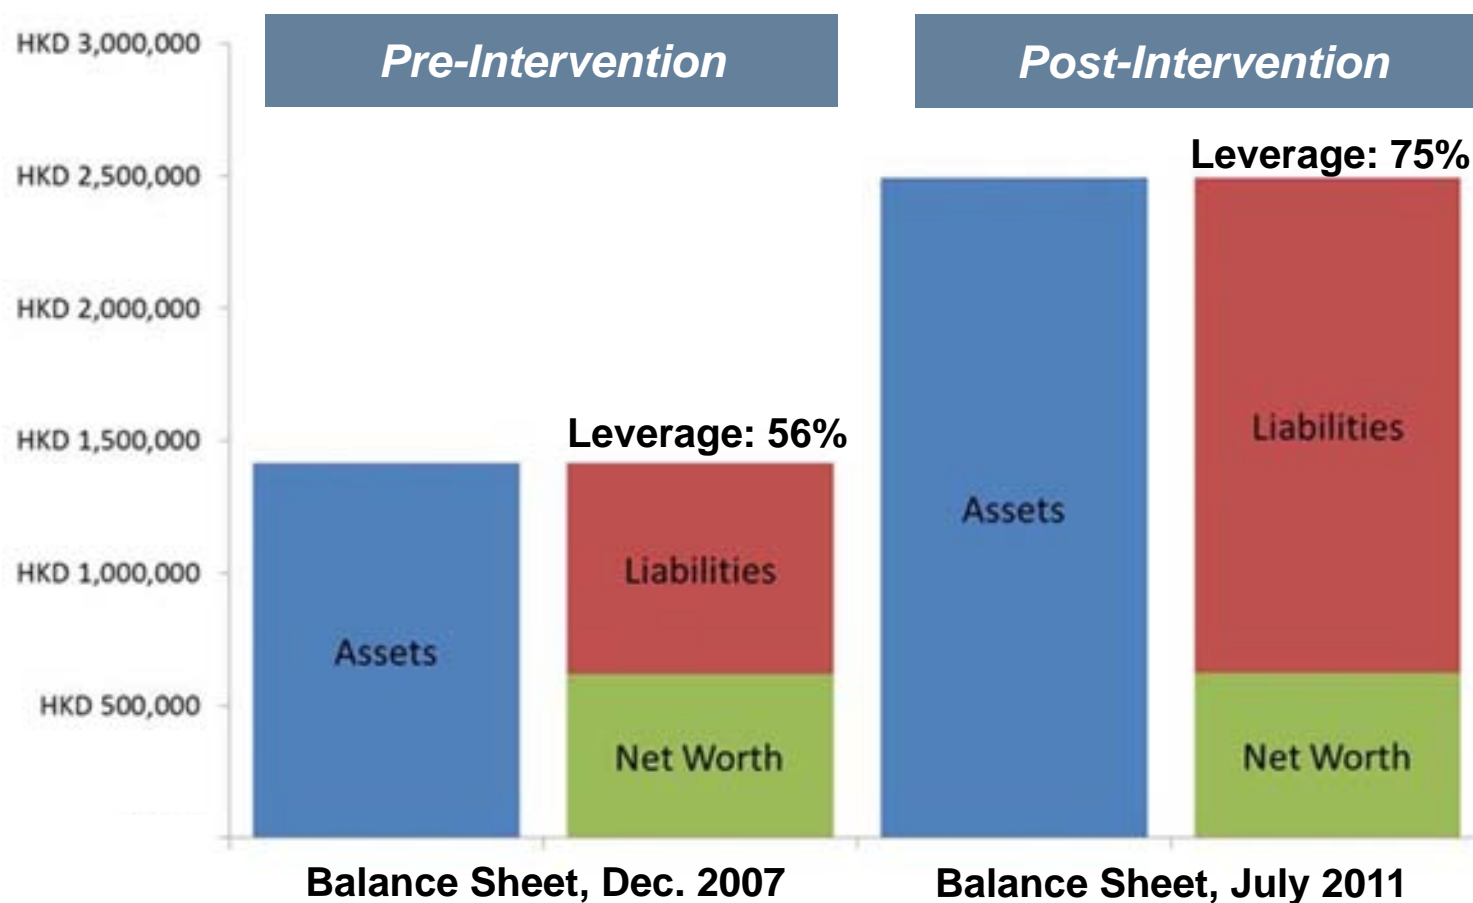 Pre-Intervention
Post-Intervention
HKD 3,000,000
HKD 2,500,000
HKD 2,000,000
HKD 1,500,000
HKD 1,000,000
HKD 500,000
Leverage: 56%
Leverage: 75%
Assets
Liabilities
Net Worth
Assets
Liabilities
Net Worth
Balance Sheet, Dec. 2007
Balance Sheet, July 2011